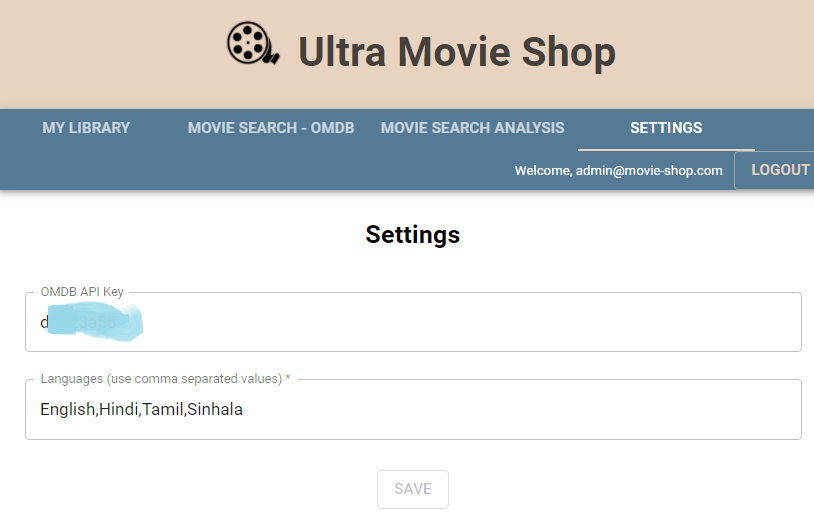 Ultra Movie Shop
MY LIBRARY MOVIE SEARCH - OMDB MOVIE SEARCH ANALYSIS SETTINGS
Welcome, admin@movie-shop.com LOGOUT
Settings
OMDB API Key
Languages (use comma separated values) *
English,Hindi,Tamil,Sinhala
SAVE